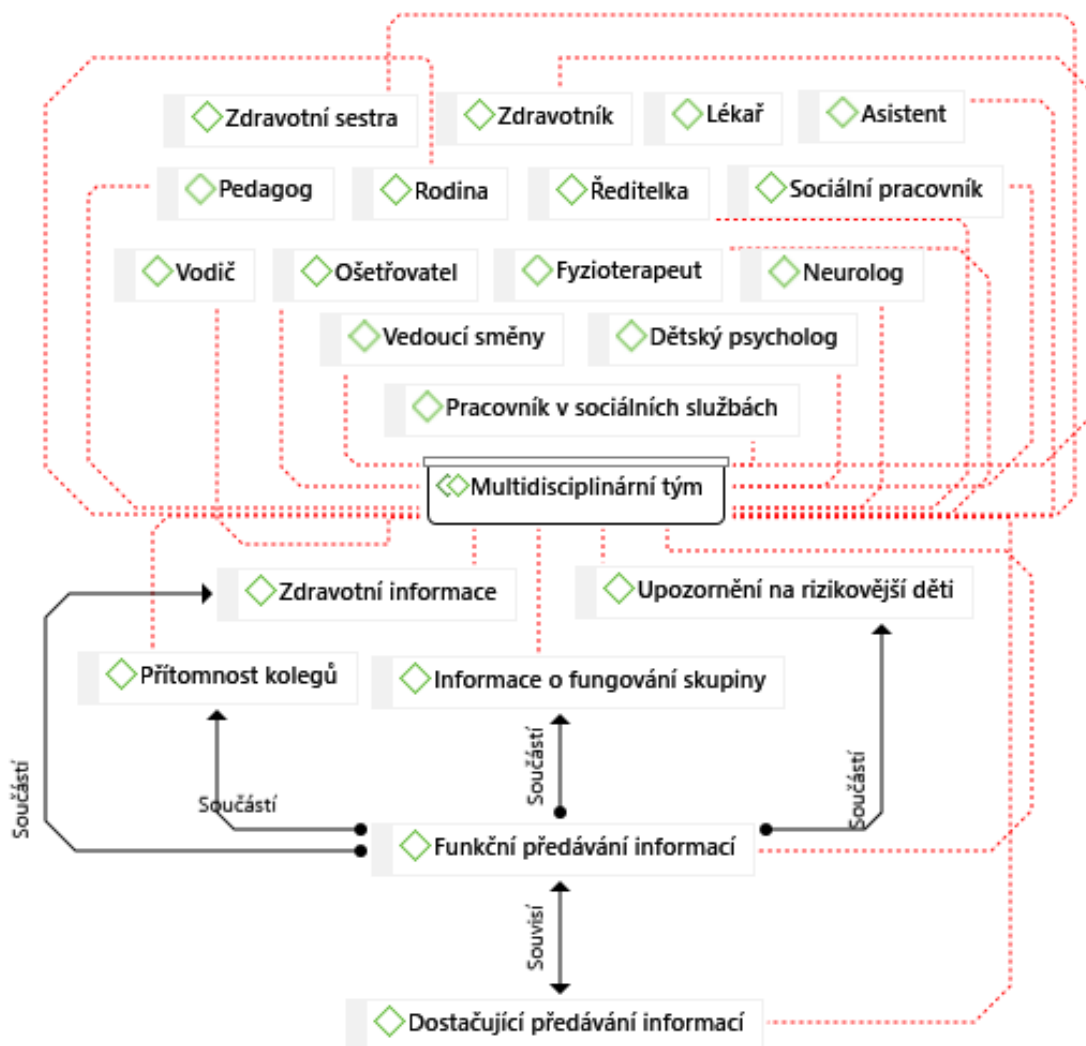 Zdravotní sestra
Zdravotník
Lékař
Asistent
Pedagog
Rodina
Ředitelka
Sociální pracovník
Vodič
Ošetřovatel
Fyzioterapeut
Neurolog
Vedoucí směny
Dětský psycholog
Pracovník v sociálních službách
Multidisciplinární tým
Zdravotní informace
Upozornění na rizikovější děti
Přítomnost kolegů
Informace o fungování skupiny
Součástí
Součástí
Součástí
Součástí
Funkční předávání informací
Souvisí
Dostačující předávání informací